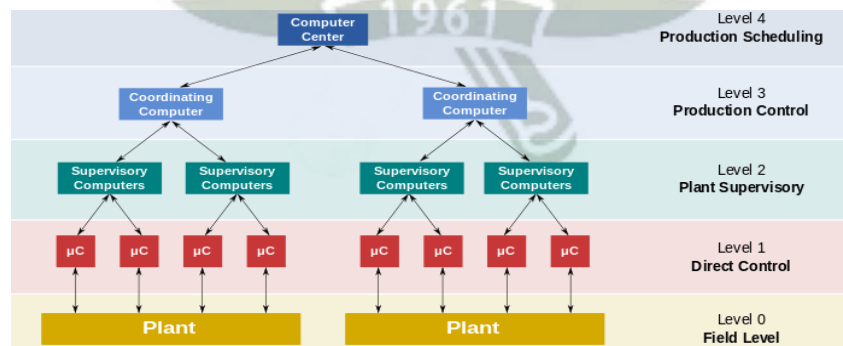 1961
Computer
Center
Level 4
Production Scheduling
Coordinating
Computer
Coordinating
Computer
Level 3
Production Control
Supervisory
Computers
Supervisory
Computers
Supervisory
Computers
Supervisory
Computers
Level 2
Plant Supervisory
µC
µC
µC
µC
µC
µC
µC
µC
Level 1
Direct Control
Plant
Plant
Level 0
Field Level